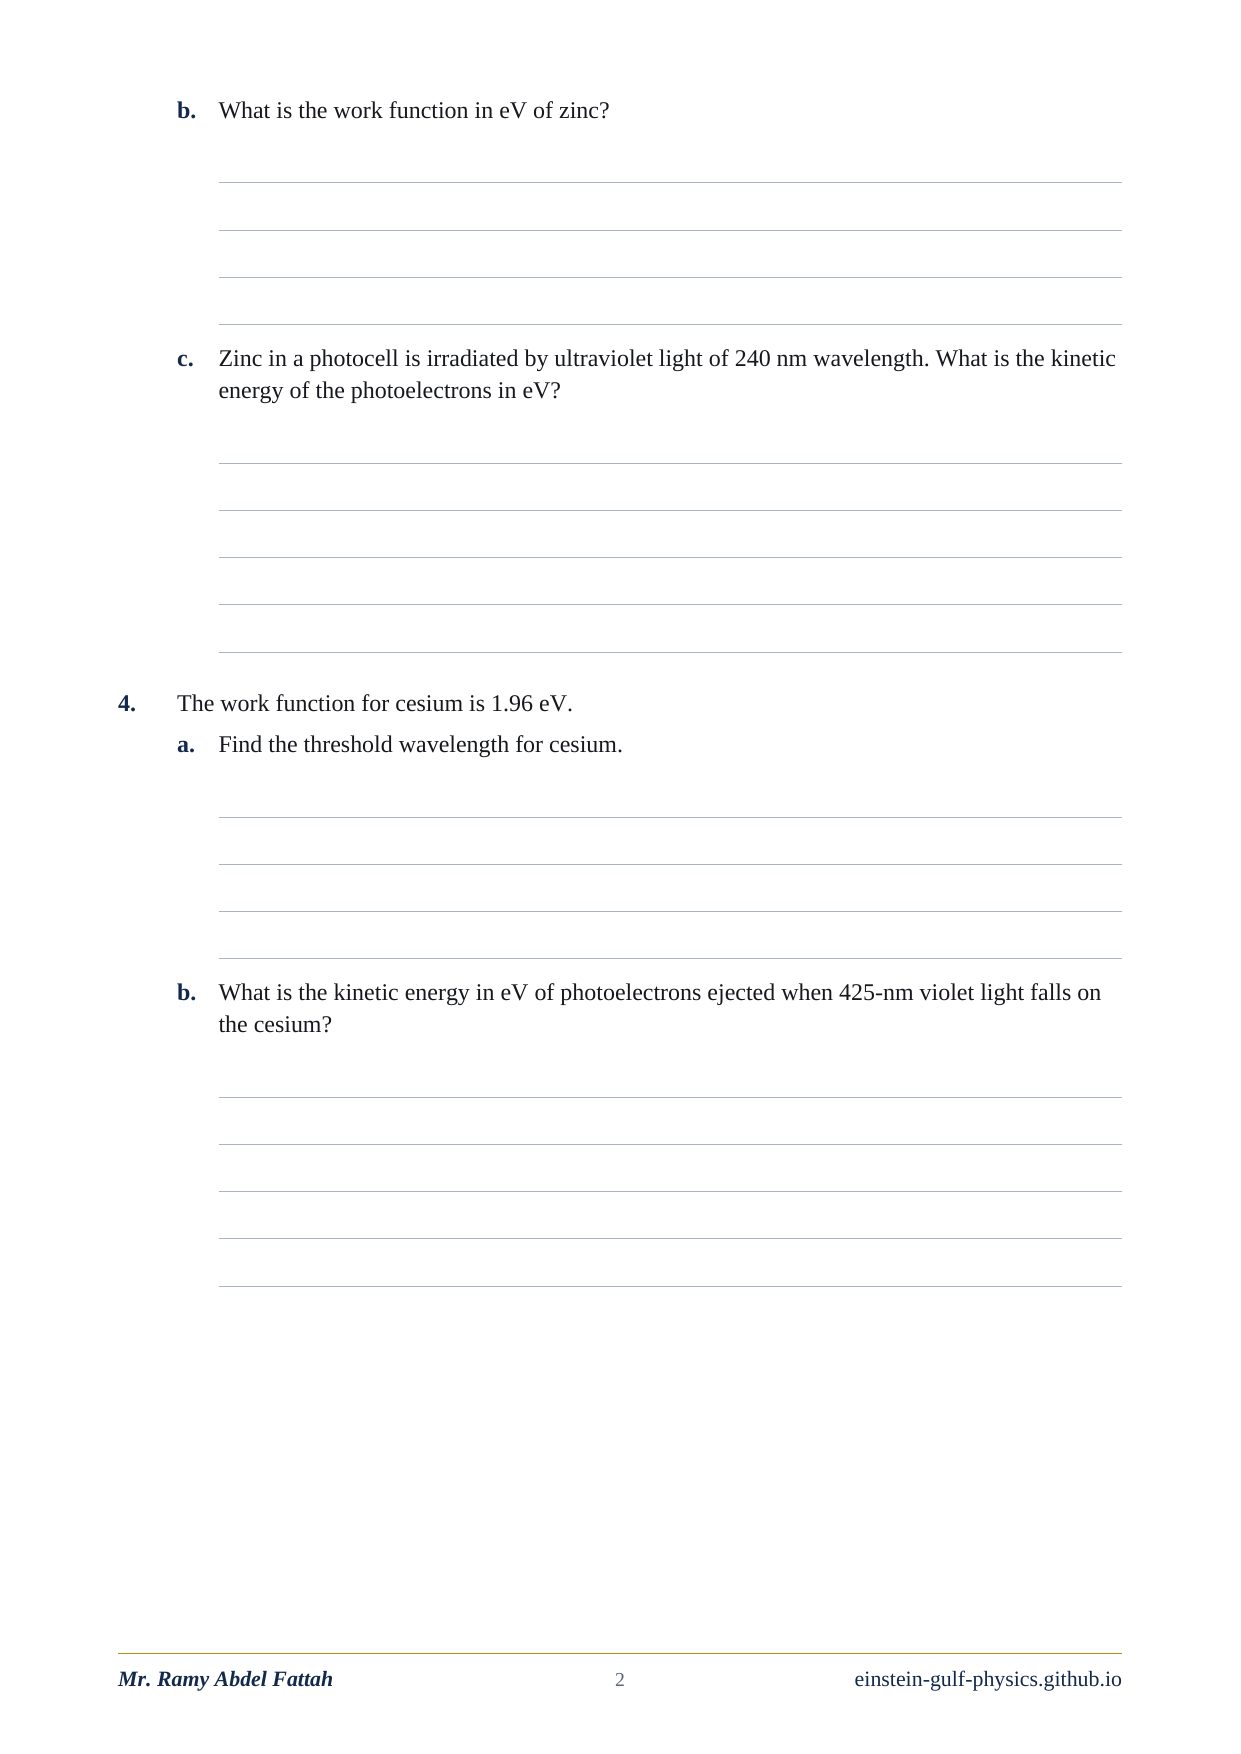 b. What is the work function in eV of zinc?
c. Zinc in a photocell is irradiated by ultraviolet light of 240 nm wavelength. What is the kinetic
energy of the photoelectrons in eV?
4. The work function for cesium is 1.96 eV.
a. Find the threshold wavelength for cesium.
b. What is the kinetic energy in eV of photoelectrons ejected when 425-nm violet light falls on
the cesium?
Mr. Ramy Abdel Fattah 2 einstein-gulf-physics.github.io